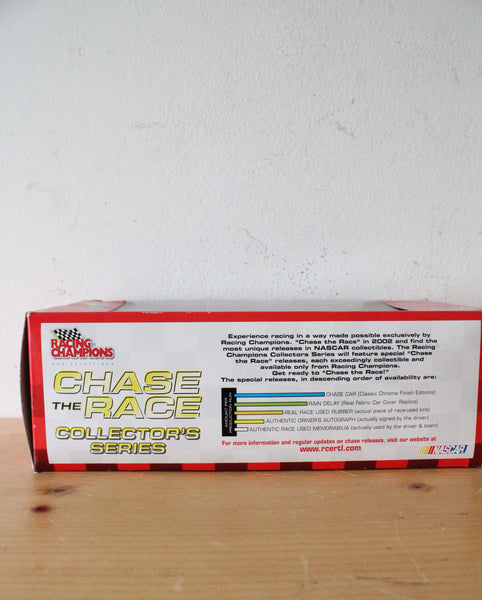 RACING
CHAMPIONS
CHASE
THE RACE
COLLECTOR'S
SERIES
Experience racing in a way made possible exclusively by
Racing Champions. "Chase the Race" in 2002 and find the
most unique releases in NASCAR collectibles. The Racing
Champions Collectors Series will feature special "Chase
the Race" releases, each exceedingly collectible and
available only from Racing Champions.
Get ready to "Chase the Race!"
The special releases, in descending order of availability are:
CHASE CAR (Classic Chrome Finish Editions)
RAIN DELAY (Real Fabric Car Cover Replica)
REAL RACE USED RUBBER (actual piece of race-used tire)
AUTHENTIC DRIVER'S AUTOGRAPH (actually signed by the driver)
AUTHENTIC RACE USED MEMORABILIA (actually used by the driver & team)
For more information and regular updates on chase releases, visit our website at
www.rcertl.com
NASCAR